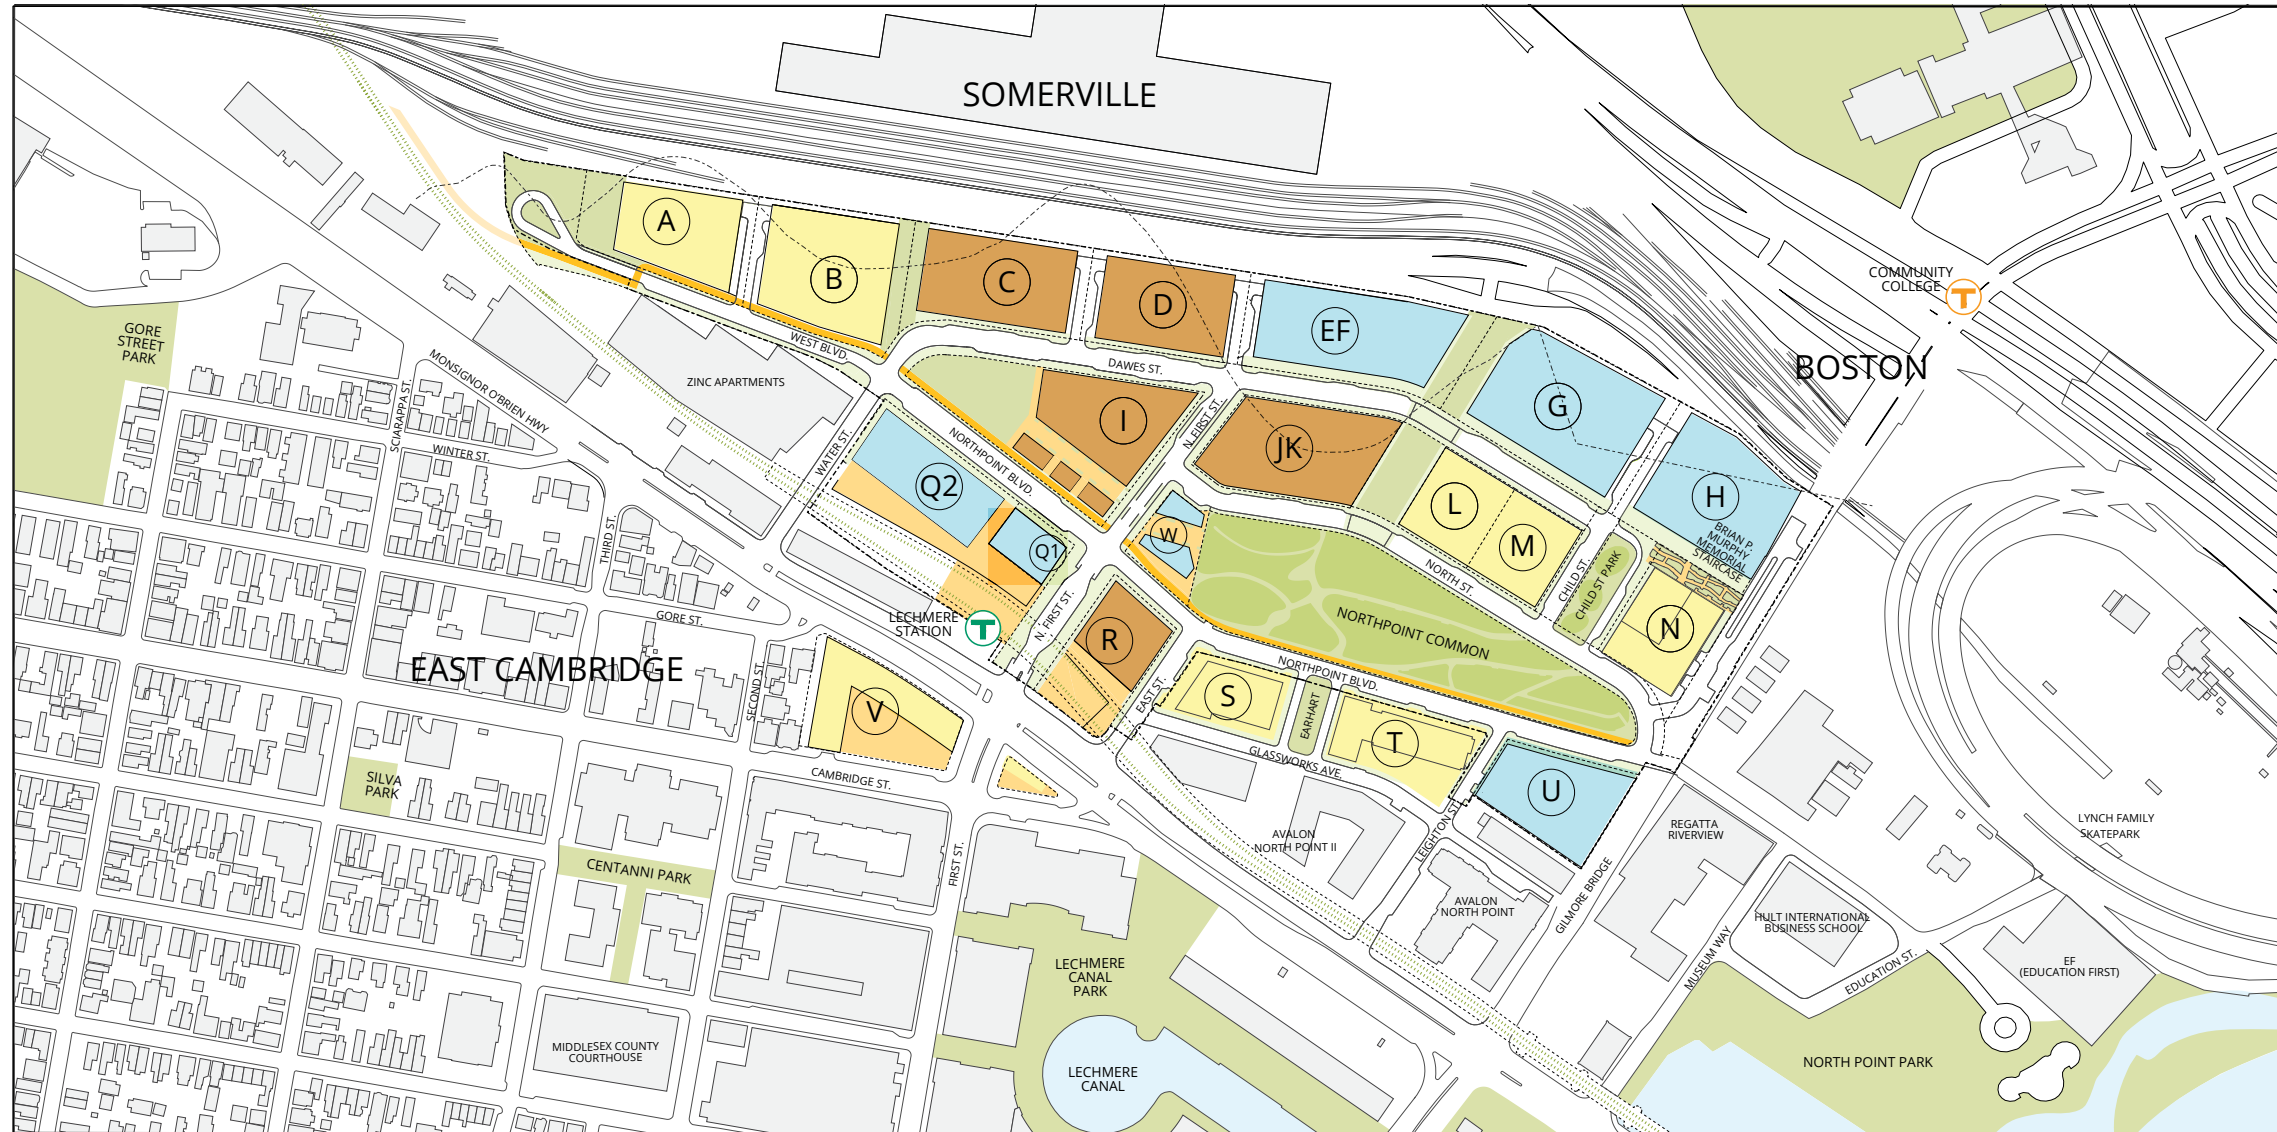 SOMERVILLE
A
B
C
D
EF
G
H
I
JK
L
M
N
Q2
Q1
W
R
S
T
U
V
COMMUNITY
COLLEGE
T
BOSTON
GORE
STREET
PARK
MONSIGNOR O'BRIEN HWY
SCIARAPPA ST.
WINTER ST.
ZINC APARTMENTS
WEST BLVD.
DAWES ST.
N. FIRST ST.
WATER ST.
NORTHPOINT BLVD.
THIRD ST.
GORE ST.
LECHMERE
STATION
T
N. FIRST ST.
EAST CAMBRIDGE
SECOND ST.
CAMBRIDGE ST.
EAST ST.
NORTHPOINT COMMON
NORTHPOINT BLVD.
NORTH ST.
CHILD ST.
CHILD ST PARK
BRIAN P.
MURPHY
MEMORIAL
STAIRCASE
EARHART
GLASSWORKS AVE.
LEIGHTON ST.
SILVA
PARK
CENTANNI PARK
FIRST ST.
AVALON
NORTH POINT II
AVALON
NORTH POINT
GILMORE BRIDGE
REGATTA
RIVERVIEW
MUSEUM WAY
HULT INTERNATIONAL
BUSINESS SCHOOL
EDUCATION ST.
EF
(EDUCATION FIRST)
LYNCH FAMILY
SKATEPARK
LECHMERE
CANAL
PARK
MIDDLESEX COUNTY
COURTHOUSE
LECHMERE
CANAL
NORTH POINT PARK